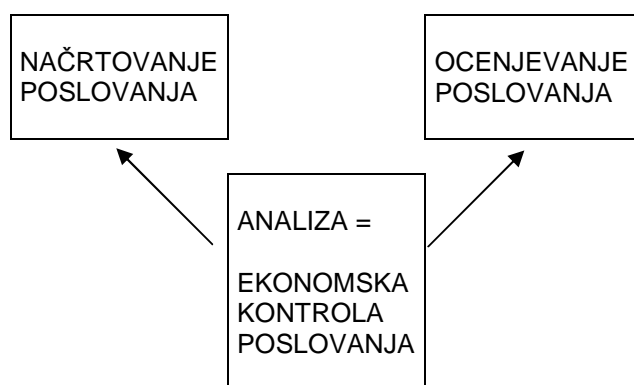 NAČRTOVANJE
POSLOVANJA
OCENJEVANJE
POSLOVANJA
ANALIZA =
EKONOMSKA
KONTROLA
POSLOVANJA